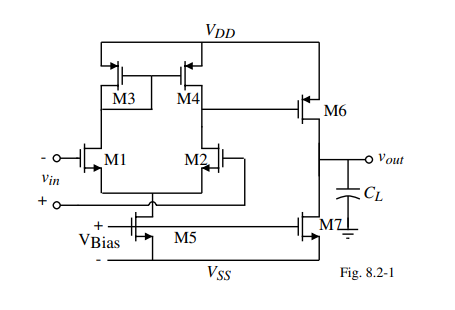 VDD
M3
M4
M6
- M1
M2
vout
vin
+
CL
+
VBias
M5
M7
-
VSS
Fig. 8.2-1